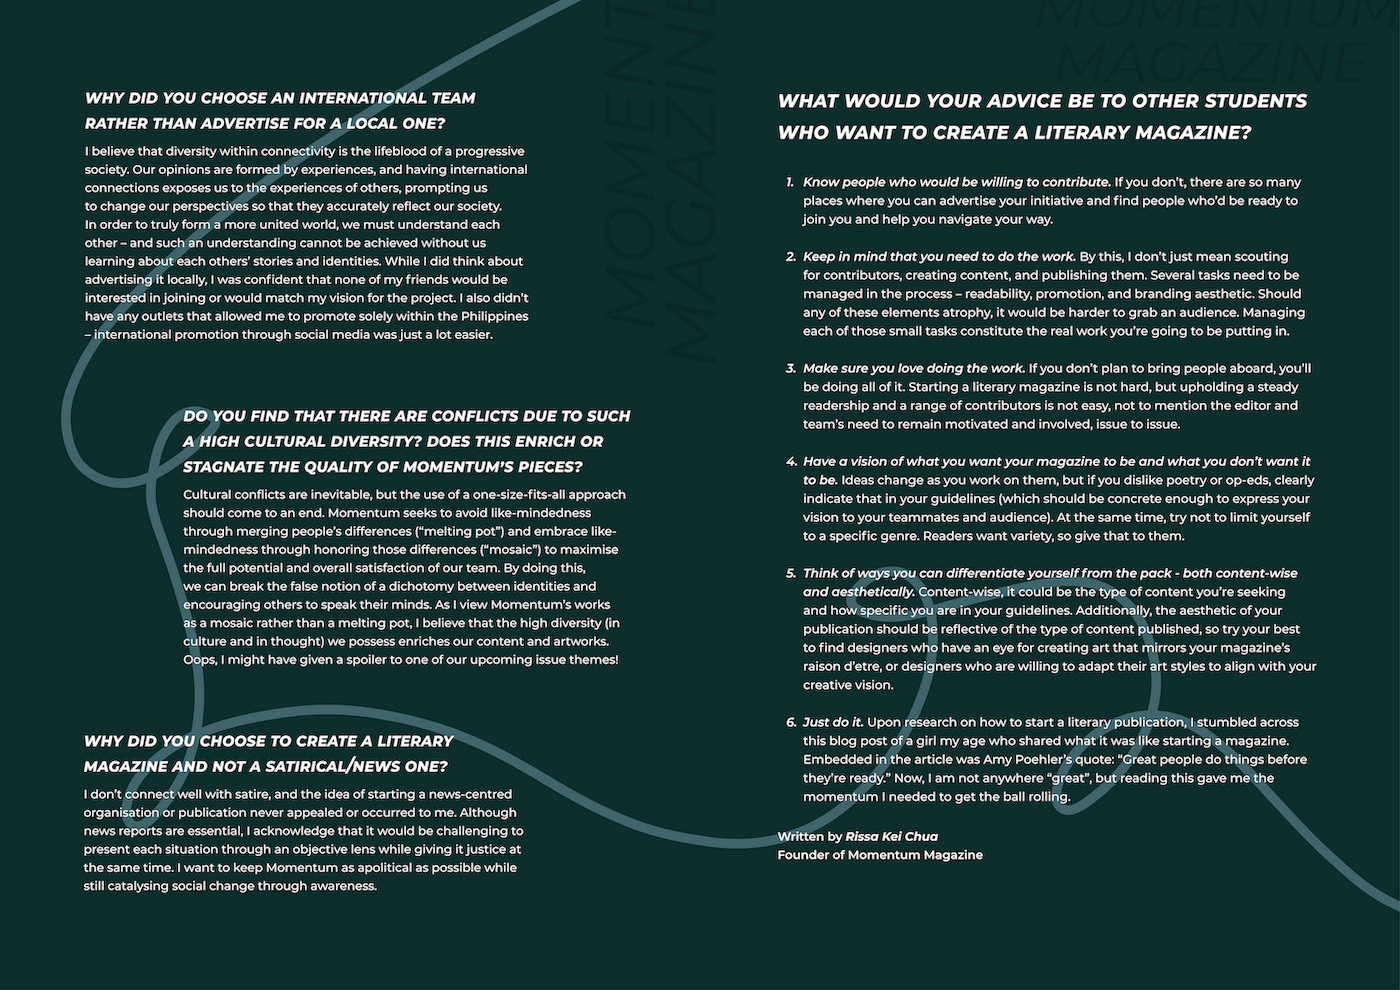 MOMENTUM
MAGAZINE
MOMENT
MAGAZINE
WHY DID YOU CHOOSE AN INTERNATIONAL TEAM
RATHER THAN ADVERTISE FOR A LOCAL ONE?
I believe that diversity within connectivity is the lifeblood of a progressive
society. Our opinions are formed by experiences, and having international
connections exposes us to the experiences of others, prompting us
to change our perspectives so that they accurately reflect our society.
In order to truly form a more united world, we must understand each
other – and such an understanding cannot be achieved without us
learning about each others’ stories and identities. While I did think about
advertising it locally, I was confident that none of my friends would be
interested in joining or would match my vision for the project. I also didn’t
have any outlets that allowed me to promote solely within the Philippines
– international promotion through social media was just a lot easier.
DO YOU FIND THAT THERE ARE CONFLICTS DUE TO SUCH
A HIGH CULTURAL DIVERSITY? DOES THIS ENRICH OR
STAGNATE THE QUALITY OF MOMENTUM’S PIECES?
Cultural conflicts are inevitable, but the use of a one-size-fits-all approach
should come to an end. Momentum seeks to avoid like-mindedness
through merging people’s differences (“melting pot”) and embrace like-
mindedness through honoring those differences (“mosaic”) to maximise
the full potential and overall satisfaction of our team. By doing this,
we can break the false notion of a dichotomy between identities and
encouraging others to speak their minds. As I view Momentum’s works
as a mosaic rather than a melting pot, I believe that the high diversity (in
culture and in thought) we possess enriches our content and artworks.
Oops, I might have given a spoiler to one of our upcoming issue themes!
WHY DID YOU CHOOSE TO CREATE A LITERARY
MAGAZINE AND NOT A SATIRICAL/NEWS ONE?
I don’t connect well with satire, and the idea of starting a news-centred
organisation or publication never appealed or occurred to me. Although
news reports are essential, I acknowledge that it would be challenging to
present each situation through an objective lens while giving it justice at
the same time. I want to keep Momentum as apolitical as possible while
still catalysing social change through awareness.
WHAT WOULD YOUR ADVICE BE TO OTHER STUDENTS
WHO WANT TO CREATE A LITERARY MAGAZINE?
1. Know people who would be willing to contribute. If you don’t, there are so many
places where you can advertise your initiative and find people who’d be ready to
join you and help you navigate your way.
2. Keep in mind that you need to do the work. By this, I don’t just mean scouting
for contributors, creating content, and publishing them. Several tasks need to be
managed in the process – readability, promotion, and branding aesthetic. Should
any of these elements atrophy, it would be harder to grab an audience. Managing
each of those small tasks constitute the real work you’re going to be putting in.
3. Make sure you love doing the work. If you don’t plan to bring people aboard, you’ll
be doing all of it. Starting a literary magazine is not hard, but upholding a steady
readership and a range of contributors is not easy, not to mention the editor and
team’s need to remain motivated and involved, issue to issue.
4. Have a vision of what you want your magazine to be and what you don’t want it
to be. Ideas change as you work on them, but if you dislike poetry or op-eds, clearly
indicate that in your guidelines (which should be concrete enough to express your
vision to your teammates and audience). At the same time, try not to limit yourself
to a specific genre. Readers want variety, so give that to them.
5. Think of ways you can differentiate yourself from the pack - both content-wise
and aesthetically. Content-wise, it could be the type of content you’re seeking
and how specific you are in your guidelines. Additionally, the aesthetic of your
publication should be reflective of the type of content published, so try your best
to find designers who have an eye for creating art that mirrors your magazine’s
raison d’etre, or designers who are willing to adapt their art styles to align with your
creative vision.
6. Just do it. Upon research on how to start a literary publication, I stumbled across
this blog post of a girl my age who shared what it was like starting a magazine.
Embedded in the article was Amy Poehler’s quote: “Great people do things before
they’re ready.” Now, I am not anywhere “great”, but reading this gave me the
momentum I needed to get the ball rolling.
Written by Rissa Kei Chua
Founder of Momentum Magazine